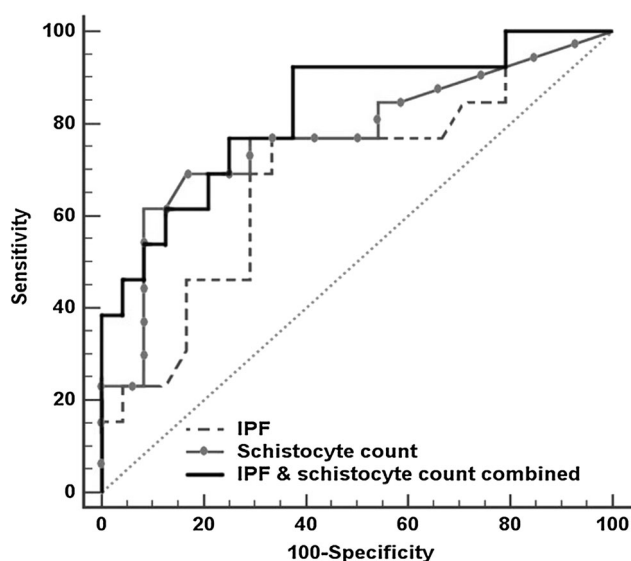 100
80
60
40
20
0
Sensitivity
IPF
Schistocyte count
IPF & schistocyte count combined
0 20 40 60 80 100
100-Specificity